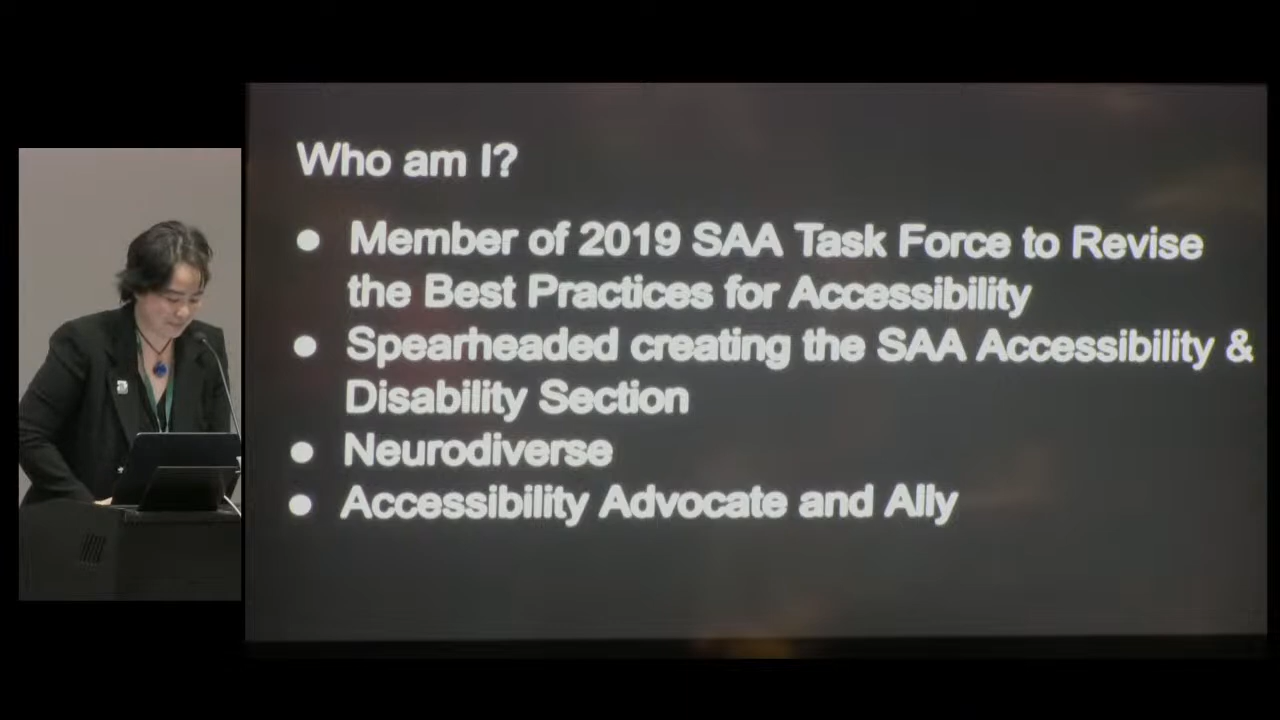 Who am I?
● Member of 2019 SAA Task Force to Revise
the Best Practices for Accessibility
● Spearheaded creating the SAA Accessibility &
Disability Section
● Neurodiverse
● Accessibility Advocate and Ally